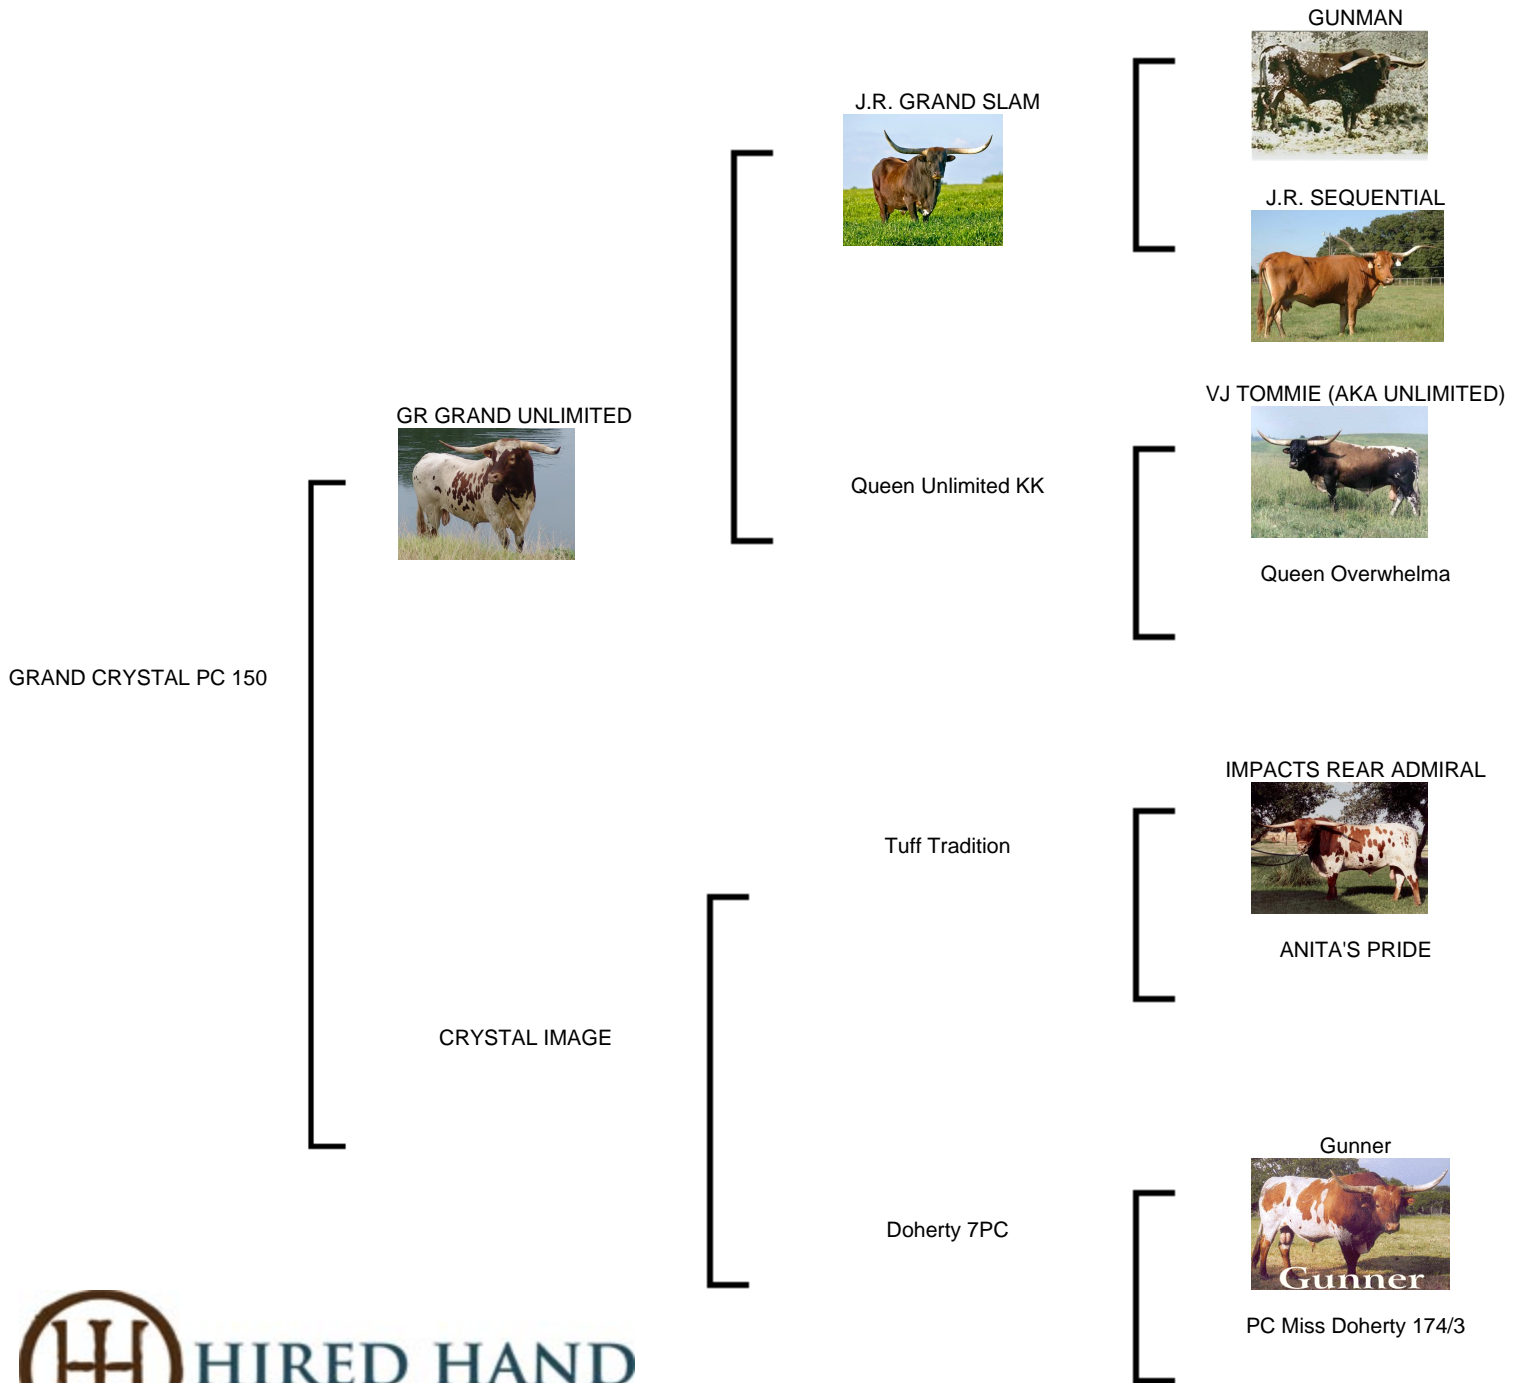 GUNMAN
J.R. GRAND SLAM
J.R. SEQUENTIAL
VJ TOMMIE (AKA UNLIMITED)
GR GRAND UNLIMITED
Queen Unlimited KK
Queen Overwhelma
GRAND CRYSTAL PC 150
IMPACTS REAR ADMIRAL
Tuff Tradition
ANITA'S PRIDE
CRYSTAL IMAGE
Gunner
Doherty 7PC
Gunner
PC Miss Doherty 174/3
HIRED HAND